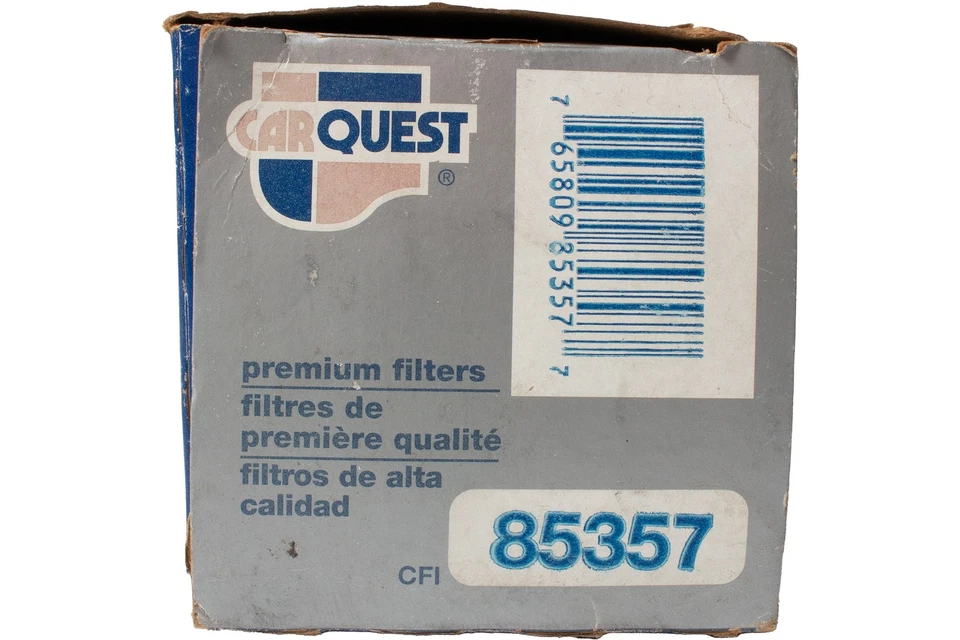 CARQUEST
®
7 65809 85357 7
premium filters
filtres de
première qualité
filtros de alta
calidad
CFI
85357